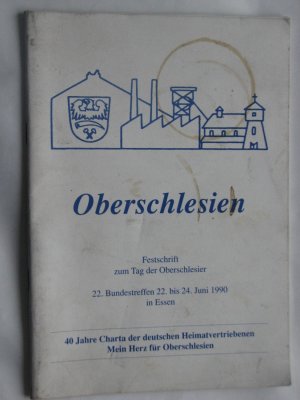 Oberschlesien
Festschrift
zum Tag der Oberschlesier
22. Bundestreffen 22. bis 24. Juni 1990
in Essen
40 Jahre Charta der deutschen Heimatvertriebenen
Mein Herz für Oberschlesien